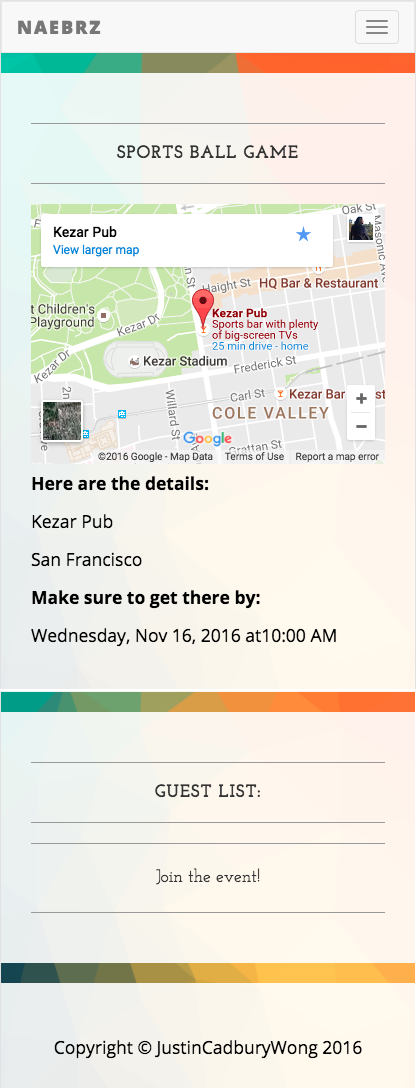 NAEBRZ
SPORTS BALL GAME
Kezar Pub
View larger map
Oak St
Masonic Ave
Haight St
HQ Bar & Restaurant
t Children's
Playground
Kezar Dr
Kezar Dr
Kezar Pub
Sports bar with plenty
of big-screen TVs
25 min drive - home
Kezar Stadium
Frederick St
Carl St
Kezar Bar
est
Willard St
COLE VALLEY
Grattan St
Google
©2016 Google - Map Data
Terms of Use
Report a map error
Here are the details:
Kezar Pub
San Francisco
Make sure to get there by:
Wednesday, Nov 16, 2016 at10:00 AM
GUEST LIST:
Join the event!
Copyright © JustinCadburyWong 2016